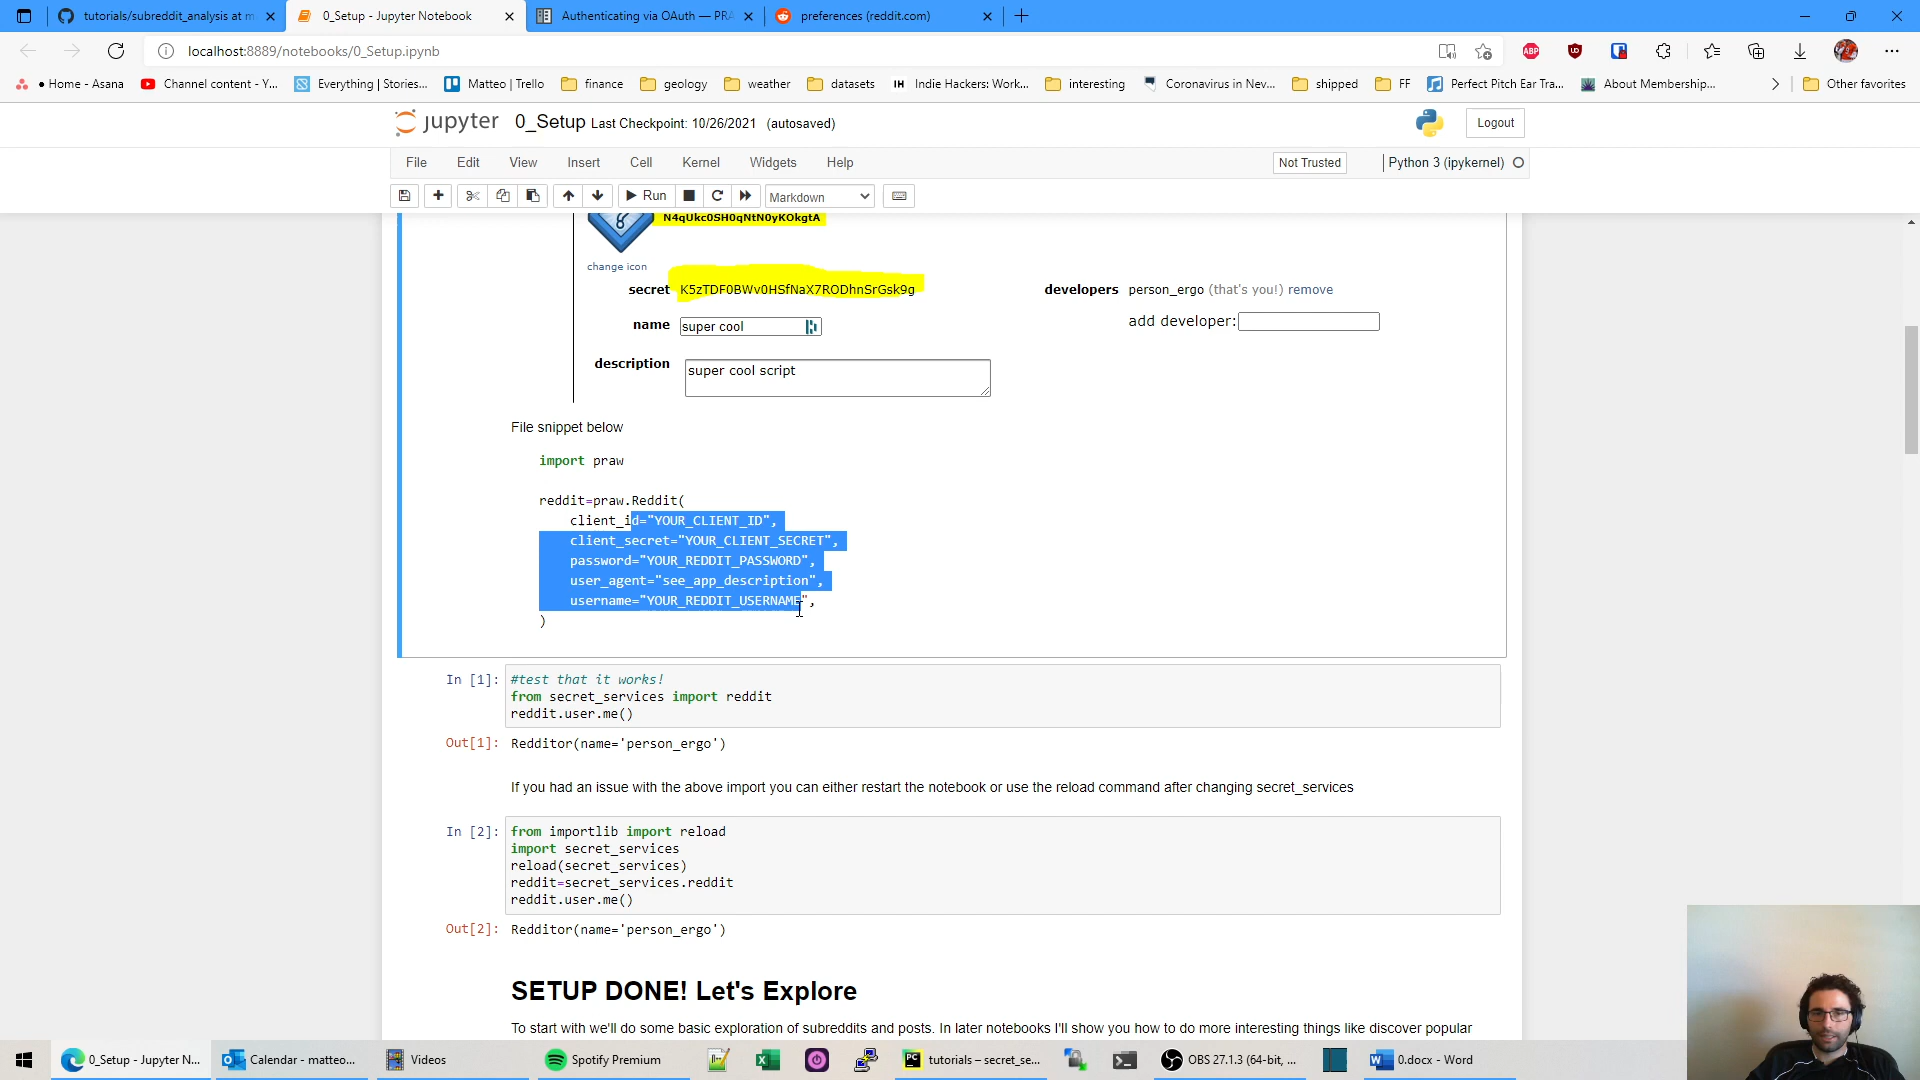 tutorials/subreddit_analysis at m
0_Setup - Jupyter Notebook
Authenticating via OAuth — PRA
preferences (reddit.com)
localhost:8889/notebooks/0_Setup.ipynb
ABP
Home - Asana
Channel content - Y...
Everything | Stories...
Matteo | Trello
finance
geology
weather
datasets
IH Indie Hackers: Work...
interesting
Coronavirus in Nev...
shipped
FF
Perfect Pitch Ear Tra...
About Membership...
Other favorites
jupyter 0_Setup Last Checkpoint: 10/26/2021 (autosaved)
Logout
File Edit View Insert Cell Kernel Widgets Help
Not Trusted
Python 3 (ipykernel)
Run
Markdown
N4qUkc0SH0qNtN0yKOkgtA
change icon
secret K5zTDF0BWv0HSfNaX7RODhnSrGsk9g
developers person_ergo (that's you!) remove
name super cool
add developer:
description super cool script
File snippet below
import praw
reddit=praw.Reddit(
client_id="YOUR_CLIENT_ID",
client_secret="YOUR_CLIENT_SECRET",
password="YOUR_REDDIT_PASSWORD",
user_agent="see_app_description",
username="YOUR_REDDIT_USERNAME",
)
In [1]: #test that it works!
from secret_services import reddit
reddit.user.me()
Out[1]: Redditor(name='person_ergo')
If you had an issue with the above import you can either restart the notebook or use the reload command after changing secret_services
In [2]: from importlib import reload
import secret_services
reload(secret_services)
reddit=secret_services.reddit
reddit.user.me()
Out[2]: Redditor(name='person_ergo')
SETUP DONE! Let's Explore
To start with we'll do some basic exploration of subreddits and posts. In later notebooks I'll show you how to do more interesting things like discover popular
0_Setup - Jupyter N...
Calendar - matteo...
Videos
Spotify Premium
PC tutorials – secret_se...
OBS 27.1.3 (64-bit, ...
0.docx - Word